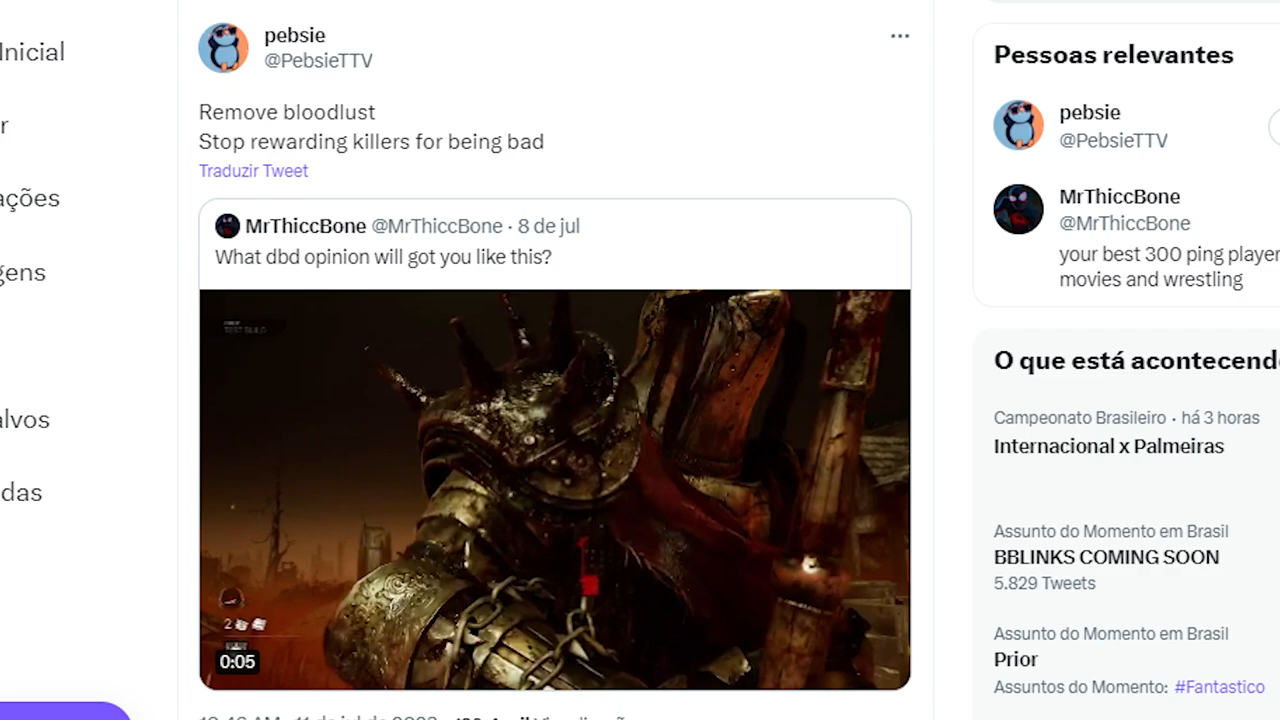 Inicial
r
ações
gens
alvos
das
pebsie
@PebsieTTV
Remove bloodlust
Stop rewarding killers for being bad
Traduzir Tweet
MrThiccBone @MrThiccBone · 8 de jul
What dbd opinion will got you like this?
TEST BUILD
2
0:05
Pessoas relevantes
pebsie
@PebsieTTV
MrThiccBone
@MrThiccBone
your best 300 ping player
movies and wrestling
O que está acontecend
Campeonato Brasileiro · há 3 horas
Internacional x Palmeiras
Assunto do Momento em Brasil
BBLINKS COMING SOON
5.829 Tweets
Assunto do Momento em Brasil
Prior
Assuntos do Momento: #Fantastico